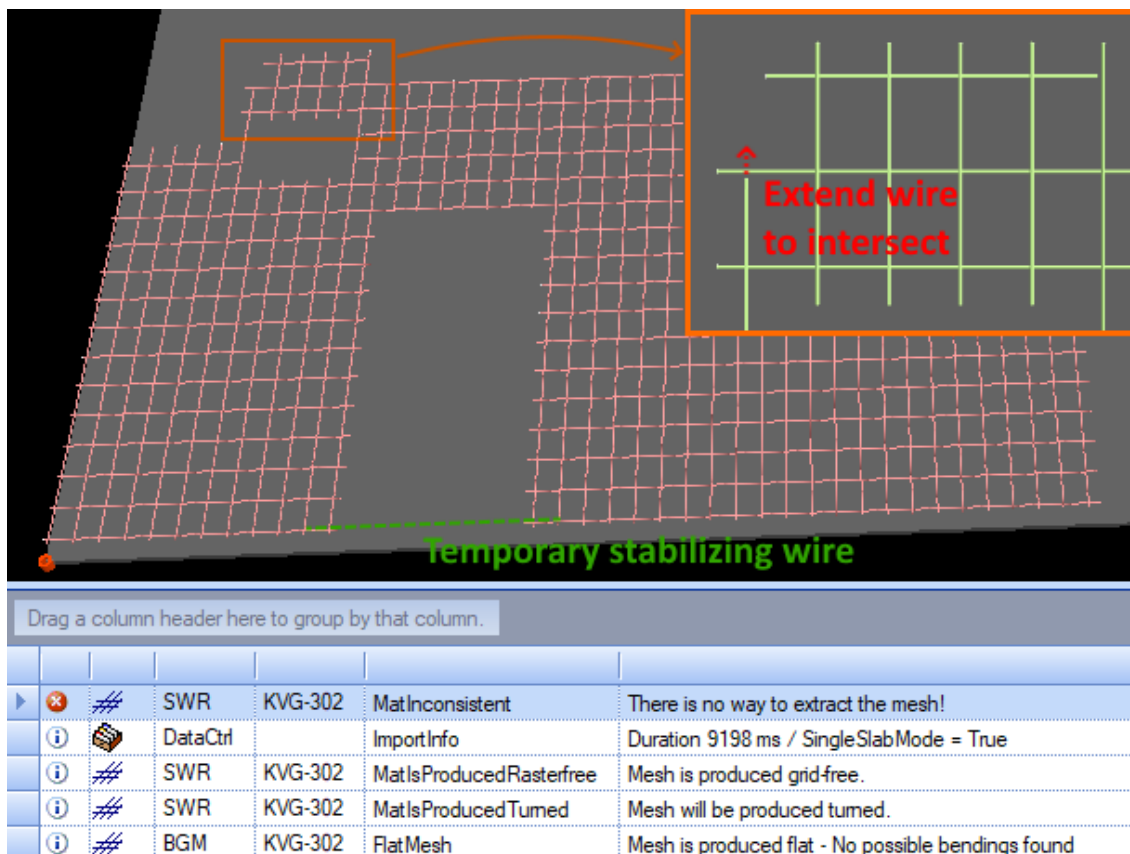 Extend wire
to intersect
Temporary stabilizing wire
Drag a column header here to group by that column.
SWR KVG-302 MatInconsistent There is no way to extract the mesh!
DataCtrl ImportInfo Duration 9198 ms / SingleSlabMode = True
SWR KVG-302 MatIsProducedRasterfree Mesh is produced grid-free.
SWR KVG-302 MatIsProducedTurned Mesh will be produced turned.
BGM KVG-302 FlatMesh Mesh is produced flat - No possible bendings found